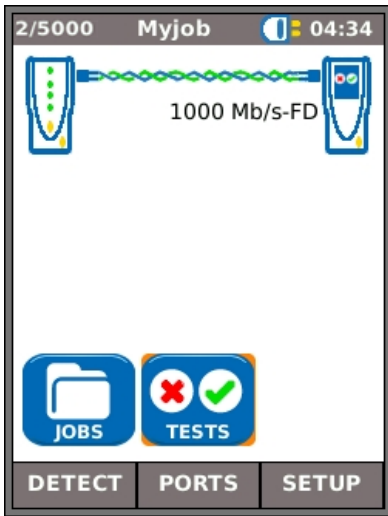 2/5000 Myjob 04:34
1000 Mb/s-FD
JOBS TESTS
DETECT PORTS SETUP